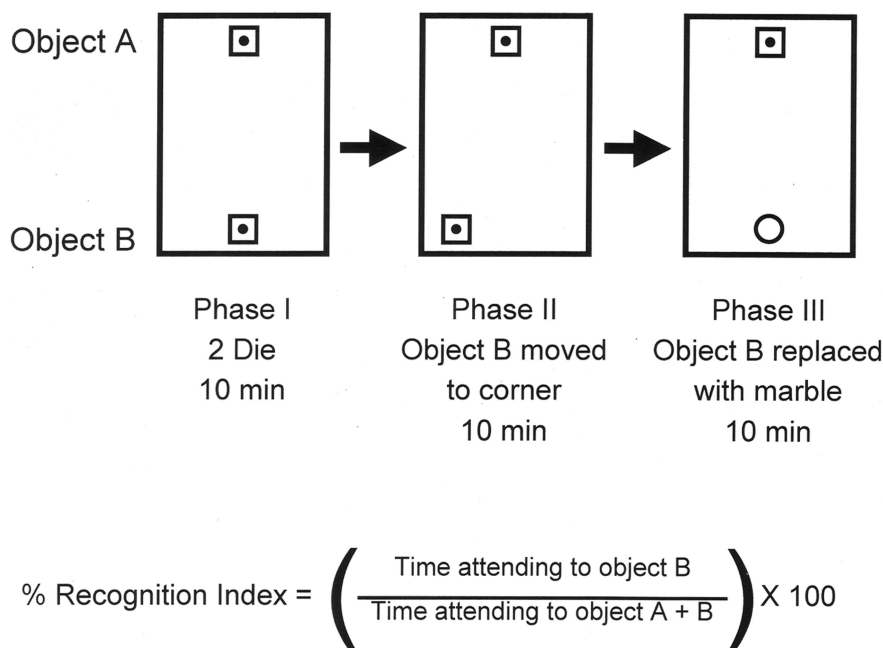 Object A
Object B
Phase I
2 Die
10 min
Phase II
Object B moved
to corner
10 min
Phase III
Object B replaced
with marble
10 min
% Recognition Index = ( Time attending to object B
Time attending to object A + B ) X 100